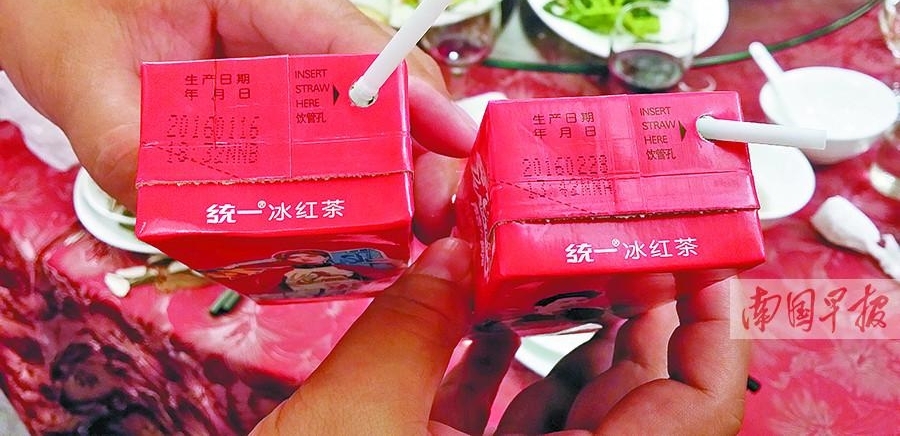 生产日期
年 月 日
20160116
18:32MNB
INSERT
STRAW
HERE
饮管孔
统一®冰红茶
生产日期
年 月 日
20160223
INSERT
STRAW
HERE
饮管孔
统一®冰红茶
南国早报